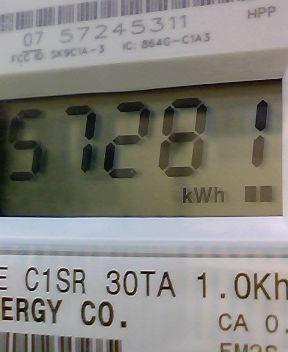 HPP
07 57245311
FCC ID: SK9C1A-3 IC: 864G-C1A3
57281
kWh
E C1SR 30TA 1.0Kh
NERGY CO.
CA 0.